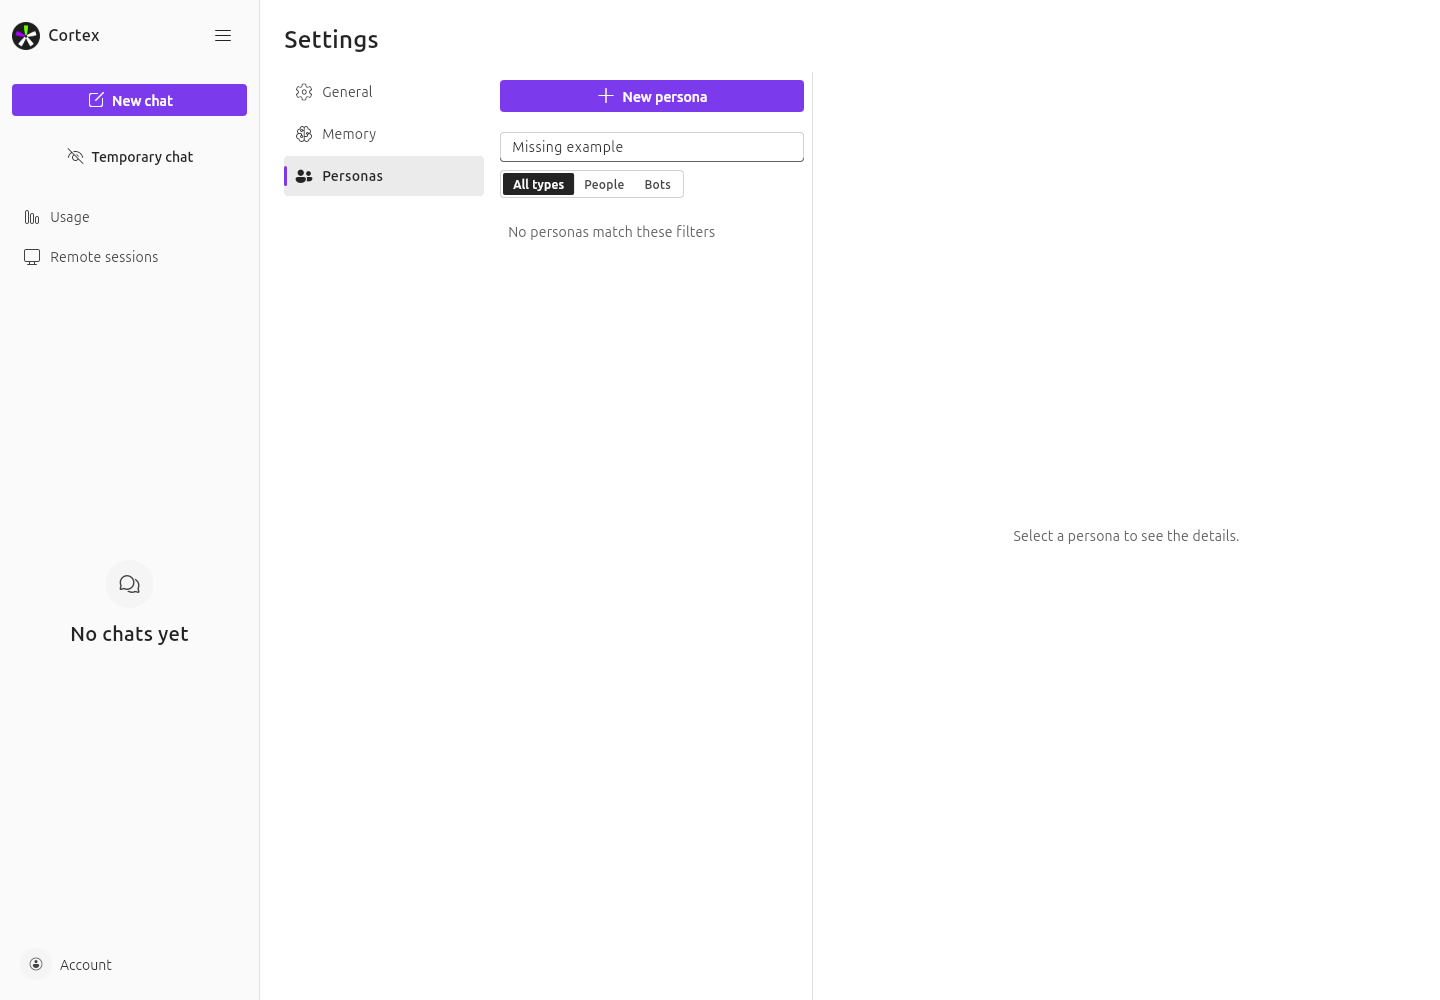 Cortex
New chat
Temporary chat
Usage
Remote sessions
No chats yet
Account
Settings
General
Memory
Personas
New persona
Missing example
All types People Bots
No personas match these filters
Select a persona to see the details.